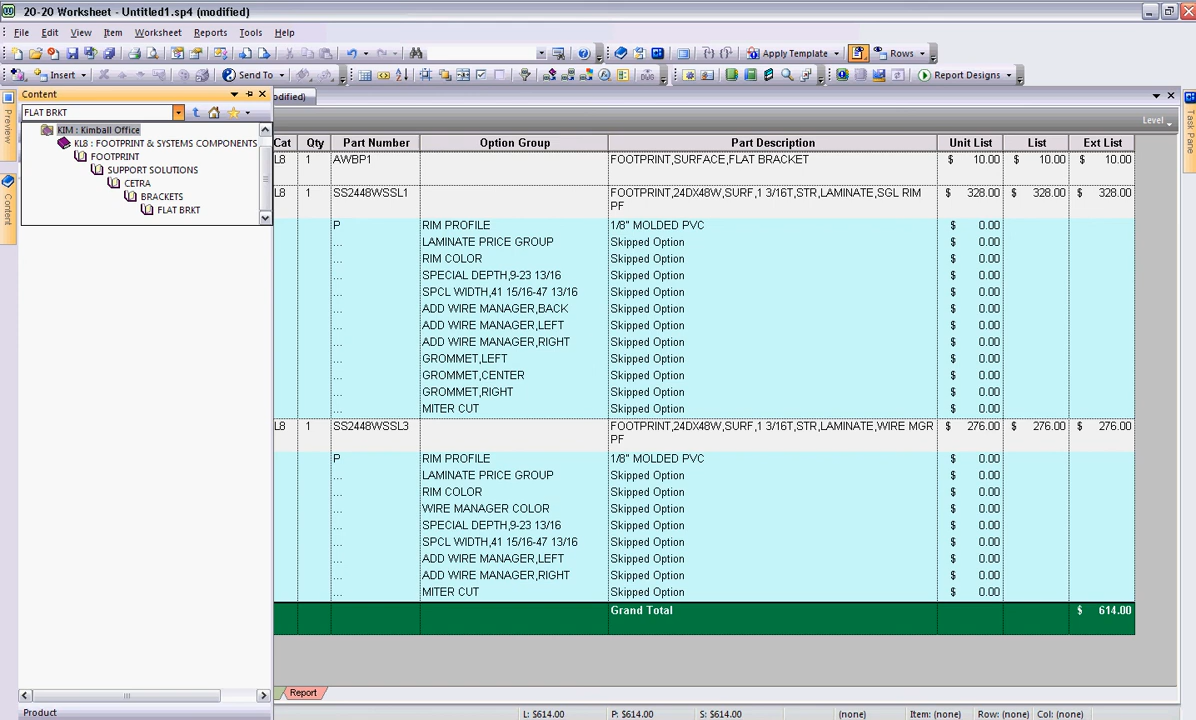 20-20 Worksheet - Untitled1.sp4 (modified)
File Edit View Item Worksheet Reports Tools Help
Apply Template Rows
Insert Send To Report Designs
Content
odified)
FLAT BRKT
Level
KIM : Kimball Office
KL8 : FOOTPRINT & SYSTEMS COMPONENTS
FOOTPRINT
SUPPORT SOLUTIONS
CETRA
BRACKETS
FLAT BRKT
Preview
Content
Task Pane
Cat Qty Part Number Option Group Part Description Unit List List Ext List
L8 1 AWBP1 FOOTPRINT,SURFACE,FLAT BRACKET $ 10.00 $ 10.00 $ 10.00
L8 1 SS2448WSSL1 FOOTPRINT,24DX48W,SURF,1 3/16T,STR,LAMINATE,SGL RIM $ 328.00 $ 328.00 $ 328.00
PF
P RIM PROFILE 1/8" MOLDED PVC $ 0.00
... LAMINATE PRICE GROUP Skipped Option $ 0.00
... RIM COLOR Skipped Option $ 0.00
... SPECIAL DEPTH,9-23 13/16 Skipped Option $ 0.00
... SPCL WIDTH,41 15/16-47 13/16 Skipped Option $ 0.00
... ADD WIRE MANAGER,BACK Skipped Option $ 0.00
... ADD WIRE MANAGER,LEFT Skipped Option $ 0.00
... ADD WIRE MANAGER,RIGHT Skipped Option $ 0.00
... GROMMET,LEFT Skipped Option $ 0.00
... GROMMET,CENTER Skipped Option $ 0.00
... GROMMET,RIGHT Skipped Option $ 0.00
... MITER CUT Skipped Option $ 0.00
L8 1 SS2448WSSL3 FOOTPRINT,24DX48W,SURF,1 3/16T,STR,LAMINATE,WIRE MGR $ 276.00 $ 276.00 $ 276.00
PF
P RIM PROFILE 1/8" MOLDED PVC $ 0.00
... LAMINATE PRICE GROUP Skipped Option $ 0.00
... RIM COLOR Skipped Option $ 0.00
... WIRE MANAGER COLOR Skipped Option $ 0.00
... SPECIAL DEPTH,9-23 13/16 Skipped Option $ 0.00
... SPCL WIDTH,41 15/16-47 13/16 Skipped Option $ 0.00
... ADD WIRE MANAGER,LEFT Skipped Option $ 0.00
... ADD WIRE MANAGER,RIGHT Skipped Option $ 0.00
... MITER CUT Skipped Option $ 0.00
Grand Total $ 614.00
Report
Product
L: $614.00 P: $614.00 S: $614.00 (none) Item: (none) Row: (none) Col: (none)